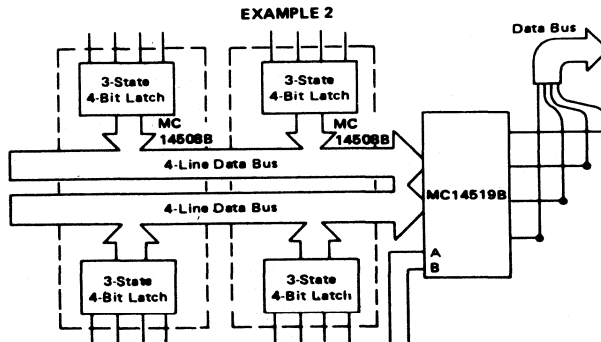 EXAMPLE 2
Data Bus
3-State
4-Bit Latch
3-State
4-Bit Latch
MC
14508B
MC
14508B
4-Line Data Bus
4-Line Data Bus
MC14519B
A
B
3-State
4-Bit Latch
3-State
4-Bit Latch